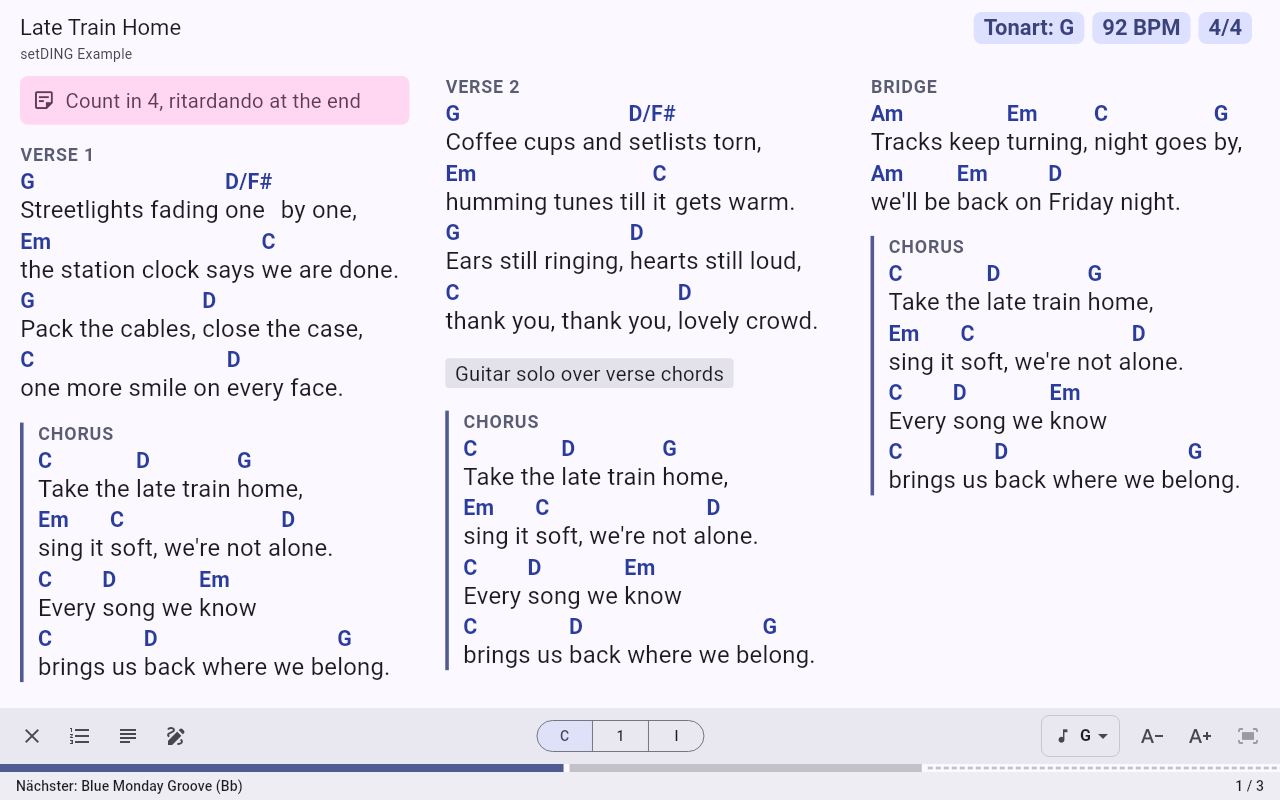 Late Train Home
setDING Example
Tonart: G 92 BPM 4/4
Count in 4, ritardando at the end
VERSE 1
G D/F#
Streetlights fading one by one,
Em C
the station clock says we are done.
G D
Pack the cables, close the case,
C D
one more smile on every face.
CHORUS
C D G
Take the late train home,
Em C D
sing it soft, we're not alone.
C D Em
Every song we know
C D G
brings us back where we belong.
VERSE 2
G D/F#
Coffee cups and setlists torn,
Em C
humming tunes till it gets warm.
G D
Ears still ringing, hearts still loud,
C D
thank you, thank you, lovely crowd.
Guitar solo over verse chords
CHORUS
C D G
Take the late train home,
Em C D
sing it soft, we're not alone.
C D Em
Every song we know
C D G
brings us back where we belong.
BRIDGE
Am Em C G
Tracks keep turning, night goes by,
Am Em D
we'll be back on Friday night.
CHORUS
C D G
Take the late train home,
Em C D
sing it soft, we're not alone.
C D Em
Every song we know
C D G
brings us back where we belong.
C 1 I G A− A+
Nächster: Blue Monday Groove (Bb) 1 / 3